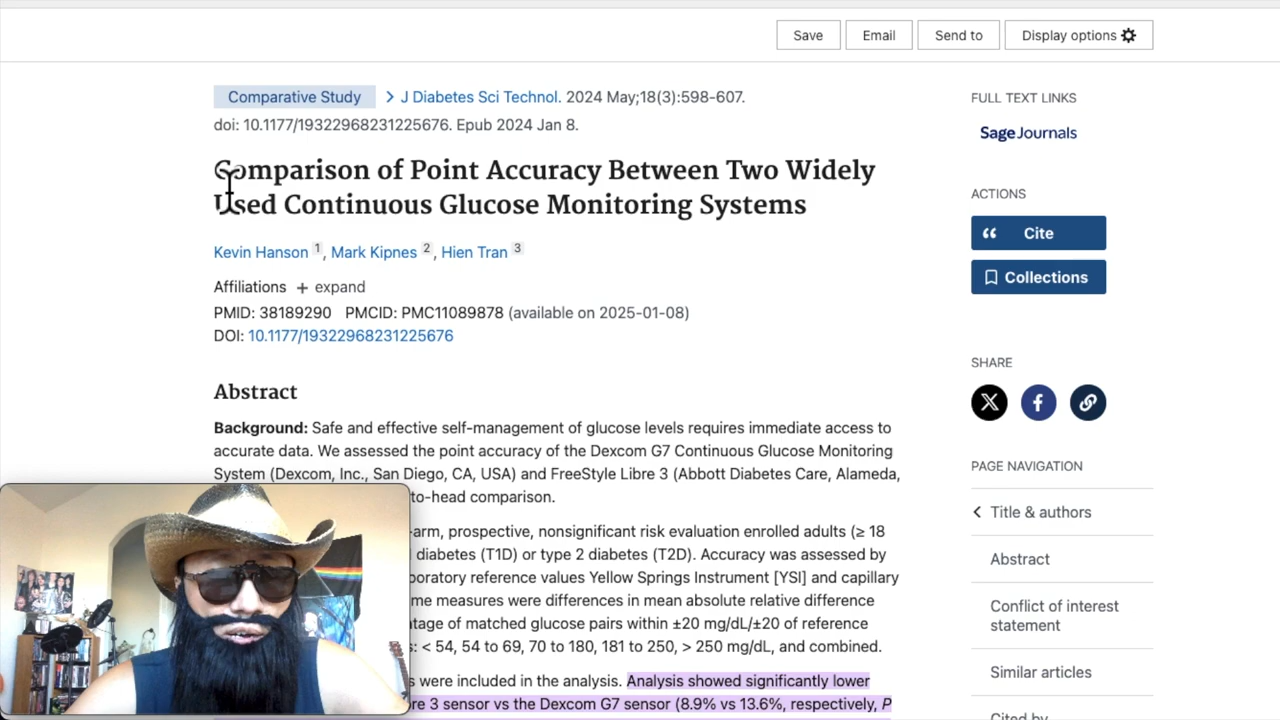 Save
Email
Send to
Display options
Comparative Study
J Diabetes Sci Technol. 2024 May;18(3):598-607.
doi: 10.1177/19322968231225676. Epub 2024 Jan 8.
Comparison of Point Accuracy Between Two Widely
Used Continuous Glucose Monitoring Systems
Kevin Hanson 1, Mark Kipnes 2, Hien Tran 3
Affiliations + expand
PMID: 38189290 PMCID: PMC11089878 (available on 2025-01-08)
DOI: 10.1177/19322968231225676
Abstract
Background: Safe and effective self-management of glucose levels requires immediate access to
accurate data. We assessed the point accuracy of the Dexcom G7 Continuous Glucose Monitoring
System (Dexcom, Inc., San Diego, CA, USA) and FreeStyle Libre 3 (Abbott Diabetes Care, Alameda,
to-head comparison.
-arm, prospective, nonsignificant risk evaluation enrolled adults (≥ 18
diabetes (T1D) or type 2 diabetes (T2D). Accuracy was assessed by
reference values Yellow Springs Instrument [YSI] and capillary
measures were differences in mean absolute relative difference
of matched glucose pairs within ±20 mg/dL/±20 of reference
< 54, 54 to 69, 70 to 180, 181 to 250, > 250 mg/dL, and combined.
were included in the analysis. Analysis showed significantly lower
3 sensor vs the Dexcom G7 sensor (8.9% vs 13.6%, respectively, P
FULL TEXT LINKS
Sage Journals
ACTIONS
Cite
Collections
SHARE
PAGE NAVIGATION
Title & authors
Abstract
Conflict of interest
statement
Similar articles
Cited by